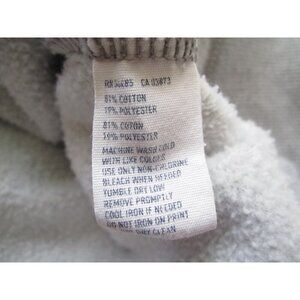 CA 03873
81% COTTON
19% POLYESTER
81% COTON
19% POLYESTER
MACHINE WASH COLD
WITH LIKE COLORS
USE ONLY NON-CHLORINE
BLEACH WHEN NEEDED
TUMBLE DRY LOW
REMOVE PROMPTLY
COOL IRON IF NEEDED
DO NOT IRON ON PRINT
DRY CLEAN